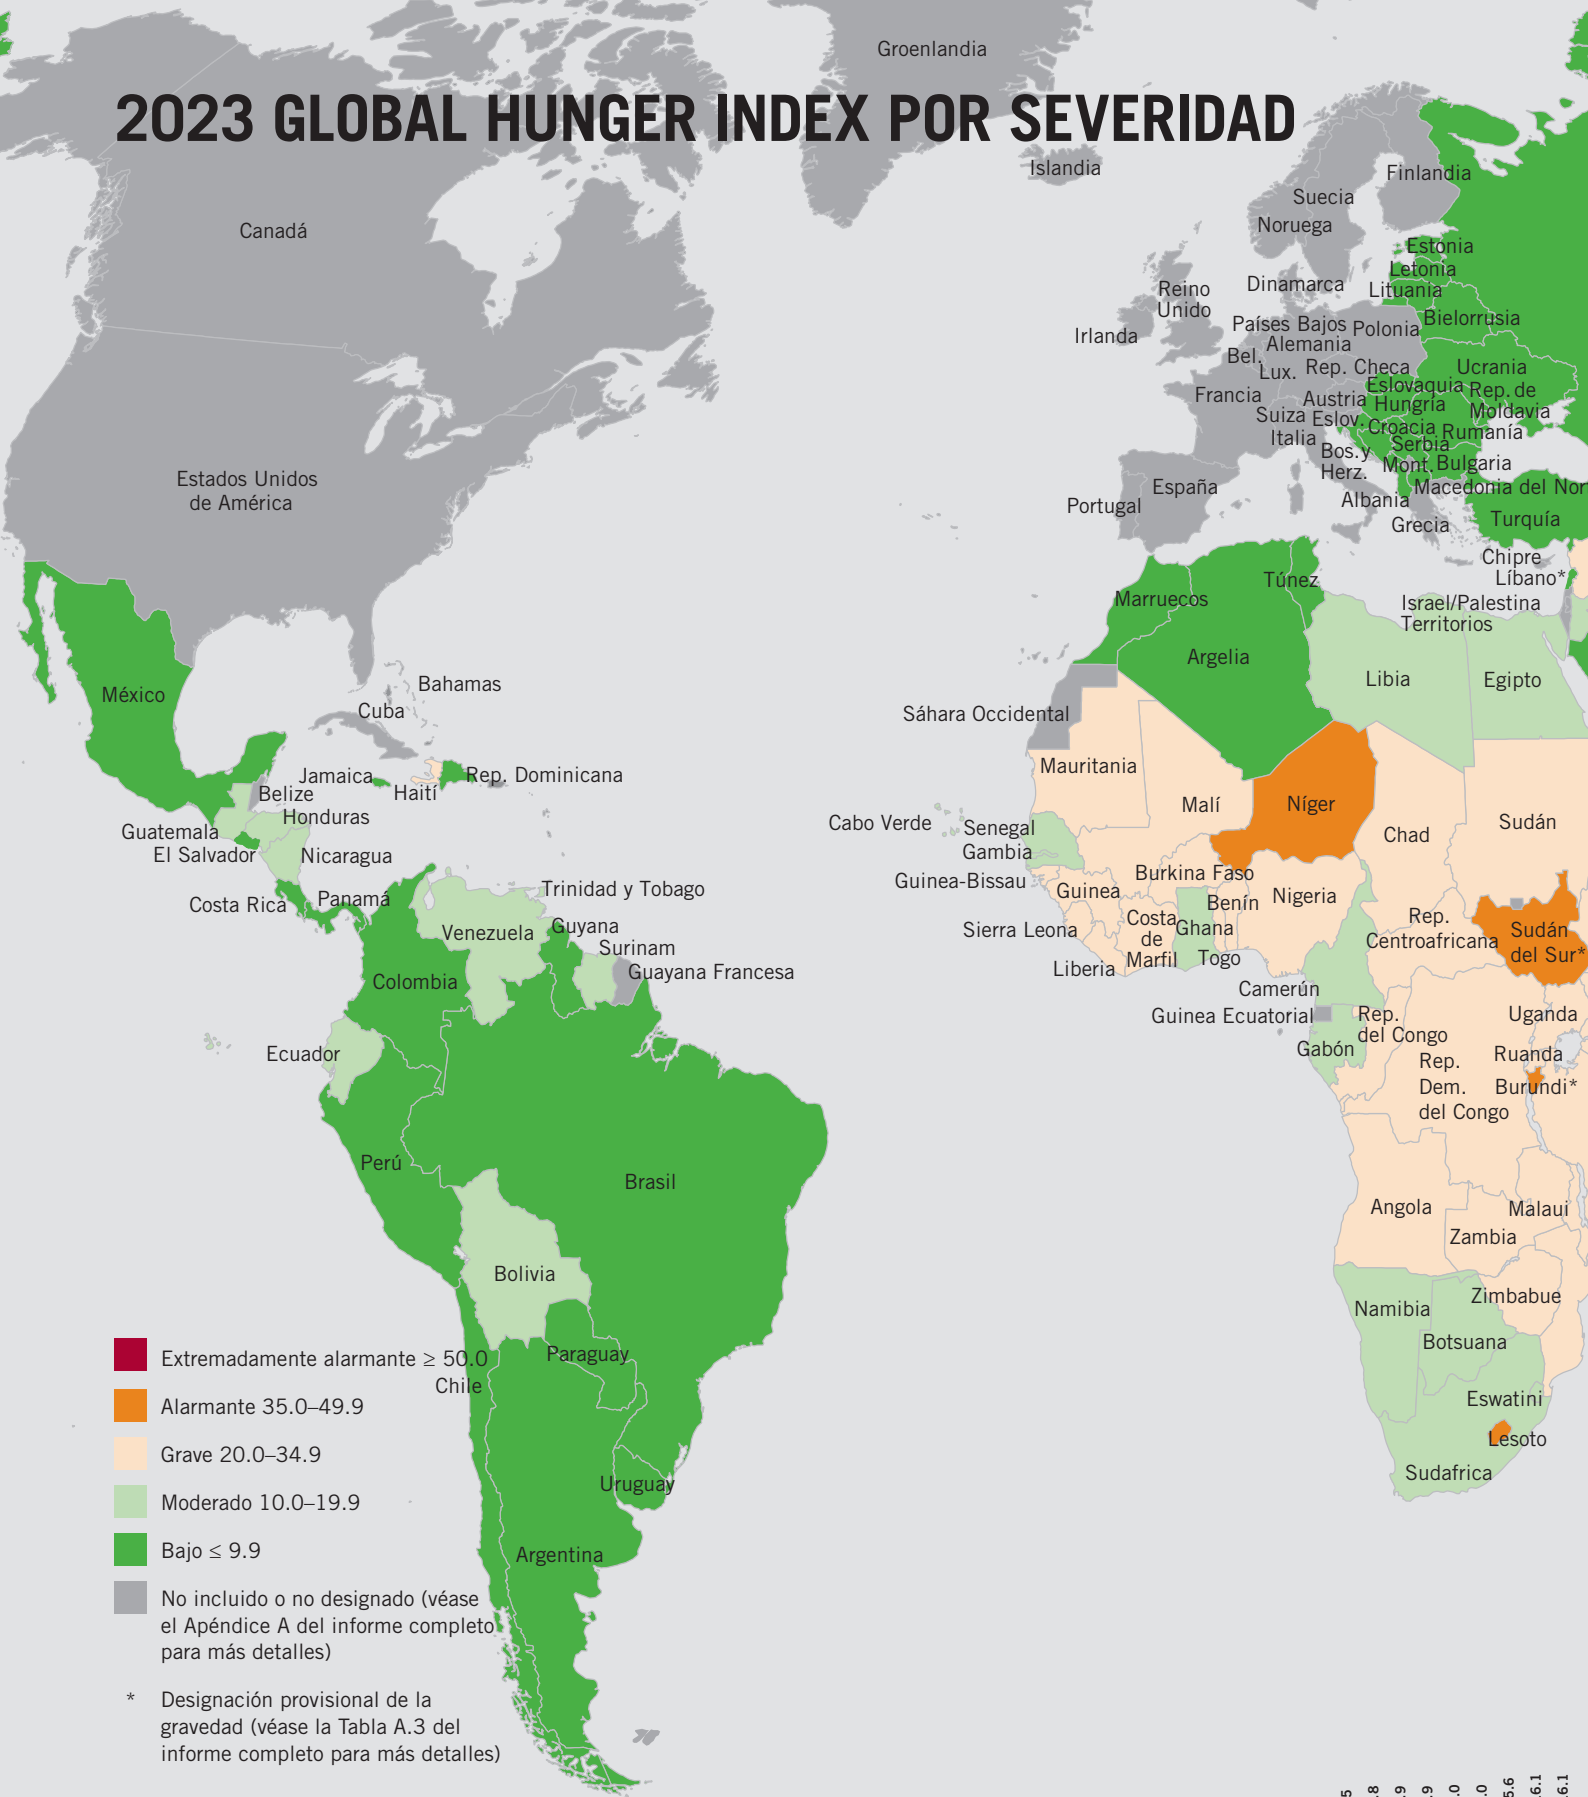 2023 GLOBAL HUNGER INDEX POR SEVERIDAD
Groenlandia
Islandia
Canadá
Finlandia
Suecia
Noruega
Estonia
Letonia
Lituania
Dinamarca
Reino
Unido
Irlanda
Países Bajos
Polonia
Bielorrusia
Alemania
Bel.
Lux.
Rep. Checa
Ucrania
Eslovaquia
Rep. de
Moldavia
Francia
Austria
Hungría
Suiza
Eslov.
Croacia
Rumanía
Italia
Serbia
Bos.y
Herz.
Mont.
Bulgaria
Macedonia del Nor
Albania
Grecia
Turquía
Portugal
España
Chipre
Líbano*
Israel/Palestina
Territorios
Estados Unidos
de América
México
Bahamas
Cuba
Jamaica
Haití
Rep. Dominicana
Belize
Honduras
Guatemala
El Salvador
Nicaragua
Costa Rica
Panamá
Trinidad y Tobago
Venezuela
Guyana
Surinam
Guayana Francesa
Colombia
Ecuador
Perú
Brasil
Bolivia
Paraguay
Chile
Uruguay
Argentina
Túnez
Marruecos
Argelia
Libia
Egipto
Sáhara Occidental
Mauritania
Malí
Níger
Chad
Sudán
Cabo Verde
Senegal
Gambia
Guinea-Bissau
Guinea
Burkina Faso
Benín
Nigeria
Sierra Leona
Costa
de
Marfil
Ghana
Liberia
Togo
Rep.
Centroafricana
Sudán
del Sur*
Camerún
Guinea Ecuatorial
Rep.
del Congo
Gabón
Uganda
Ruanda
Rep.
Dem.
del Congo
Burundi*
Angola
Malaui
Zambia
Namibia
Zimbabue
Botsuana
Eswatini
Lesoto
Sudafrica
Extremadamente alarmante ≥ 50.0
Alarmante 35.0–49.9
Grave 20.0–34.9
Moderado 10.0–19.9
Bajo ≤ 9.9
No incluido o no designado (véase
el Apéndice A del informe completo
para más detalles)
* Designación provisional de la
gravedad (véase la Tabla A.3 del
informe completo para más detalles)